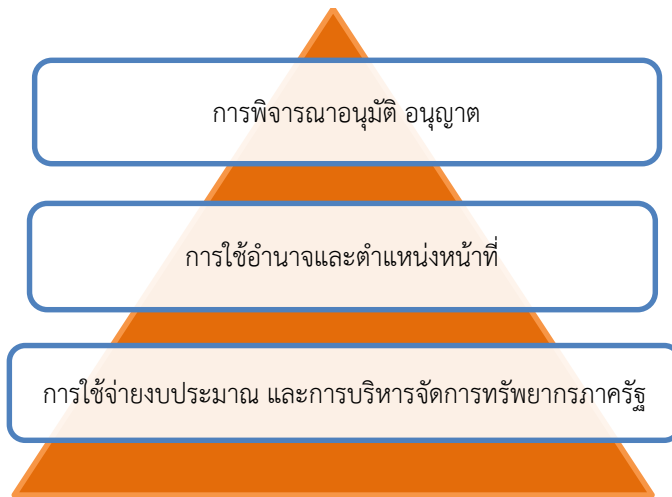 การพิจารณาอนุมัติ อนุญาต
การใช้อำนาจและตำแหน่งหน้าที่
การใช้จ่ายงบประมาณ และการบริหารจัดการทรัพยากรภาครัฐ